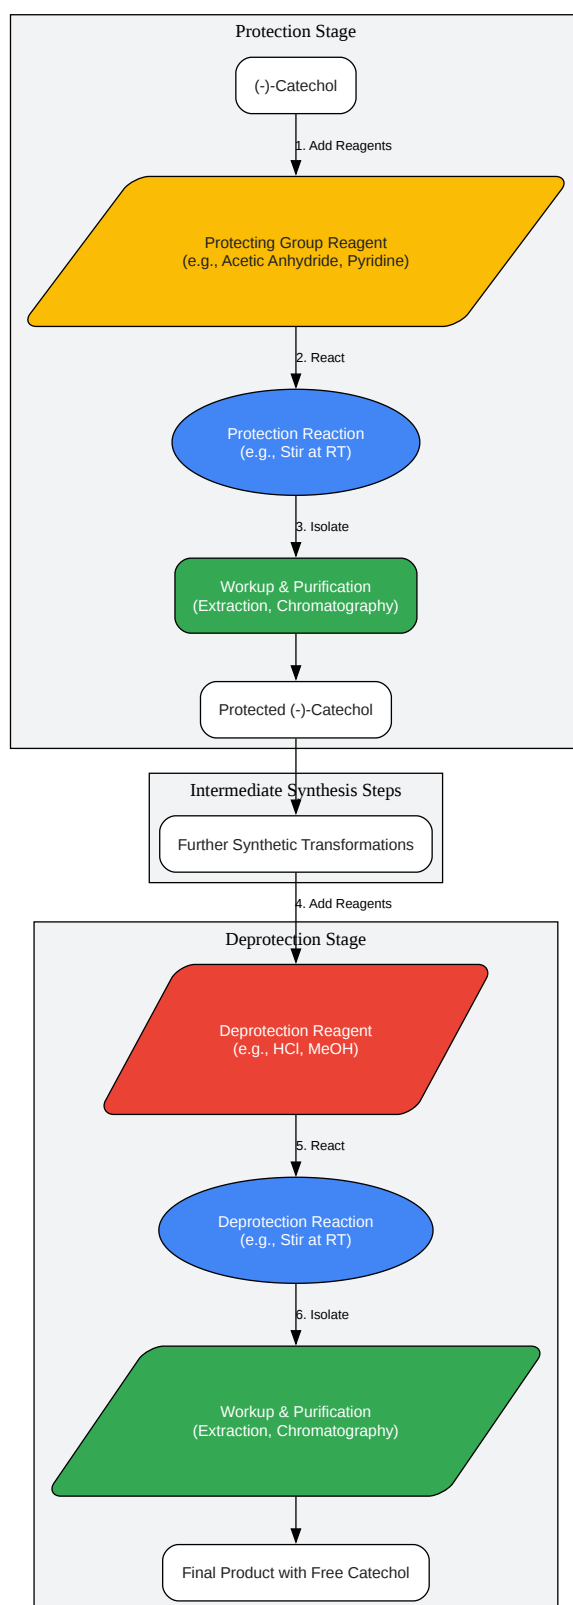 Protection Stage
(-)-Catechol
1. Add Reagents
Protecting Group Reagent
(e.g., Acetic Anhydride, Pyridine)
2. React
Protection Reaction
(e.g., Stir at RT)
3. Isolate
Workup & Purification
(Extraction, Chromatography)
Protected (-)-Catechol
Intermediate Synthesis Steps
Further Synthetic Transformations
4. Add Reagents
Deprotection Stage
Deprotection Reagent
(e.g., HCl, MeOH)
5. React
Deprotection Reaction
(e.g., Stir at RT)
6. Isolate
Workup & Purification
(Extraction, Chromatography)
Final Product with Free Catechol